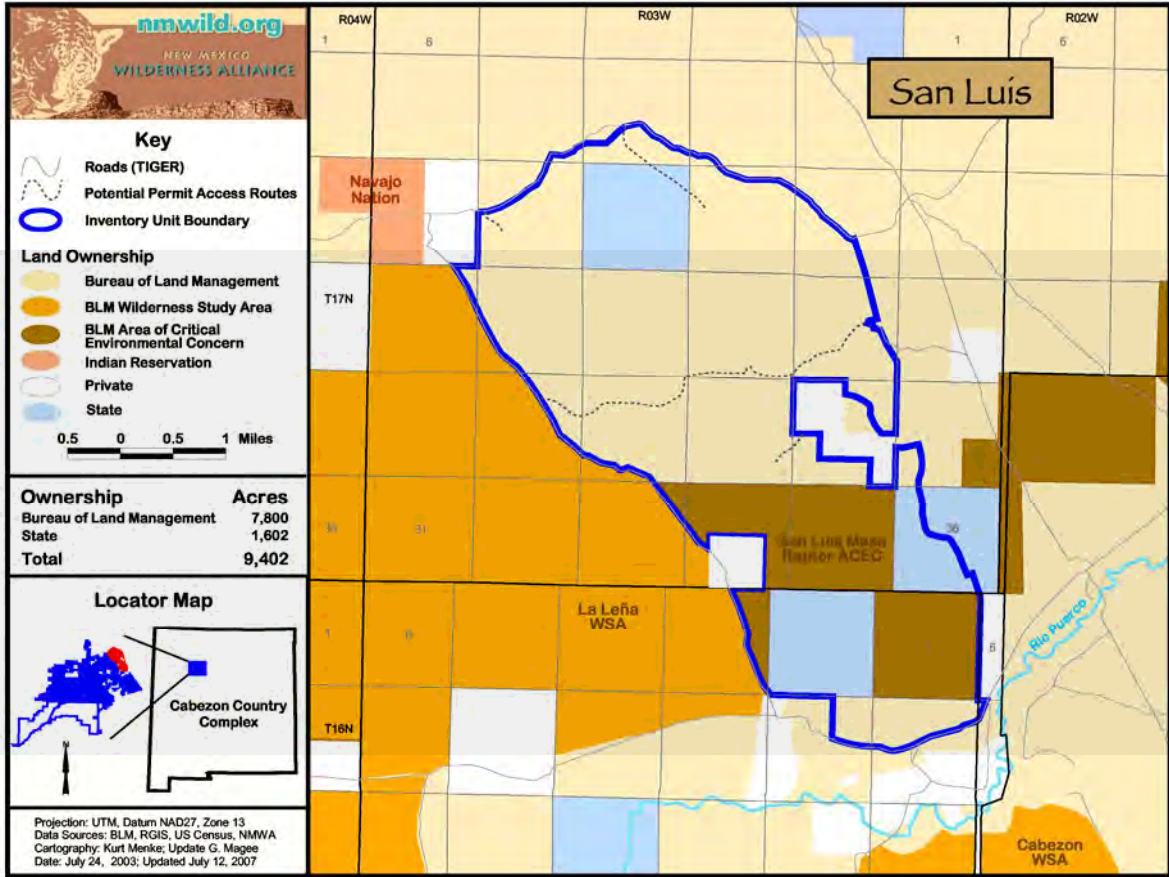 nmwild.org
NEW MEXICO
WILDERNESS ALLIANCE
Key
Roads (TIGER)
Potential Permit Access Routes
Inventory Unit Boundary
Land Ownership
Bureau of Land Management
BLM Wilderness Study Area
BLM Area of Critical
Environmental Concern
Indian Reservation
Private
State
0.5 0 0.5 1 Miles
Ownership Acres
Bureau of Land Management 7,800
State 1,602
Total 9,402
Locator Map
Cabezon Country
Complex
N
Projection: UTM, Datum NAD27, Zone 13
Data Sources: BLM, RGIS, US Census, NMWA
Cartography: Kurt Menke; Update G. Magee
Date: July 24, 2003; Updated July 12, 2007
R04W R03W R02W
1 6 1 6
San Luis
Navajo
Nation
T17N
31
36
San Luis Mesa
Raptor ACEC
La Leña
WSA
1 6
6
Rio Puerco
T16N
Cabezon
WSA